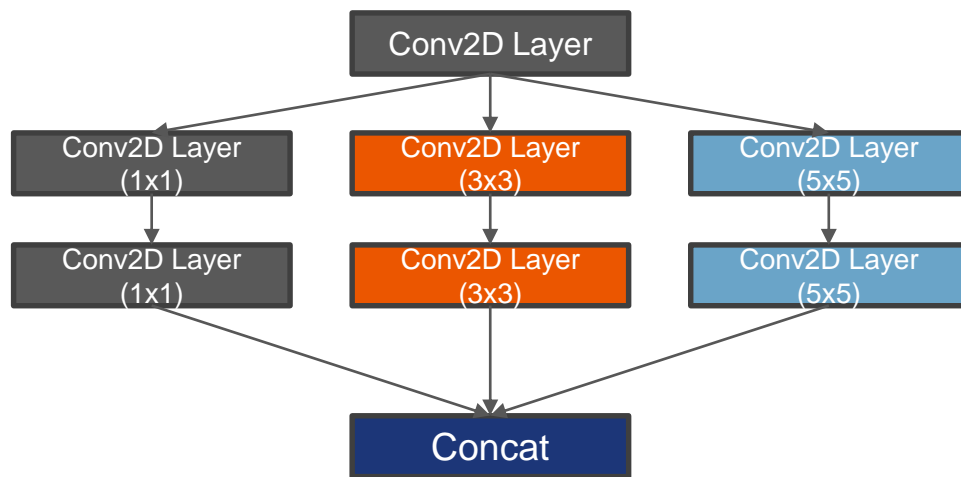 Conv2D Layer
Conv2D Layer
(1x1)
Conv2D Layer
(3x3)
Conv2D Layer
(5x5)
Conv2D Layer
(1x1)
Conv2D Layer
(3x3)
Conv2D Layer
(5x5)
Concat